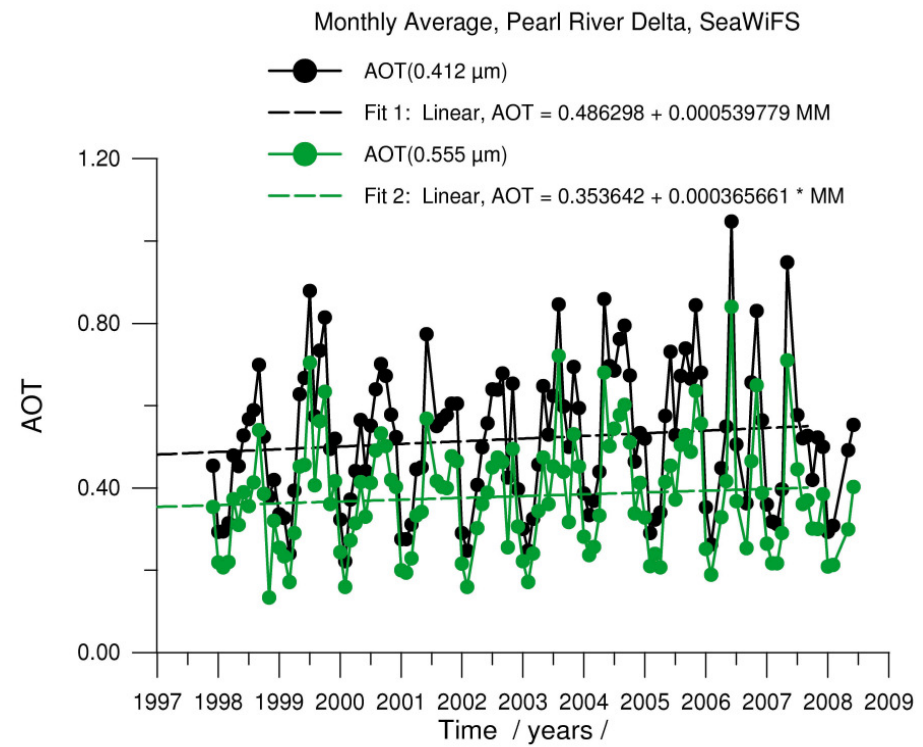 Monthly Average, Pearl River Delta, SeaWiFS
AOT(0.412 µm)
Fit 1: Linear, AOT = 0.486298 + 0.000539779 MM
AOT(0.555 µm)
Fit 2: Linear, AOT = 0.353642 + 0.000365661 * MM
1.20
0.80
0.40
0.00
AOT
1997 1998 1999 2000 2001 2002 2003 2004 2005 2006 2007 2008 2009
Time / years /